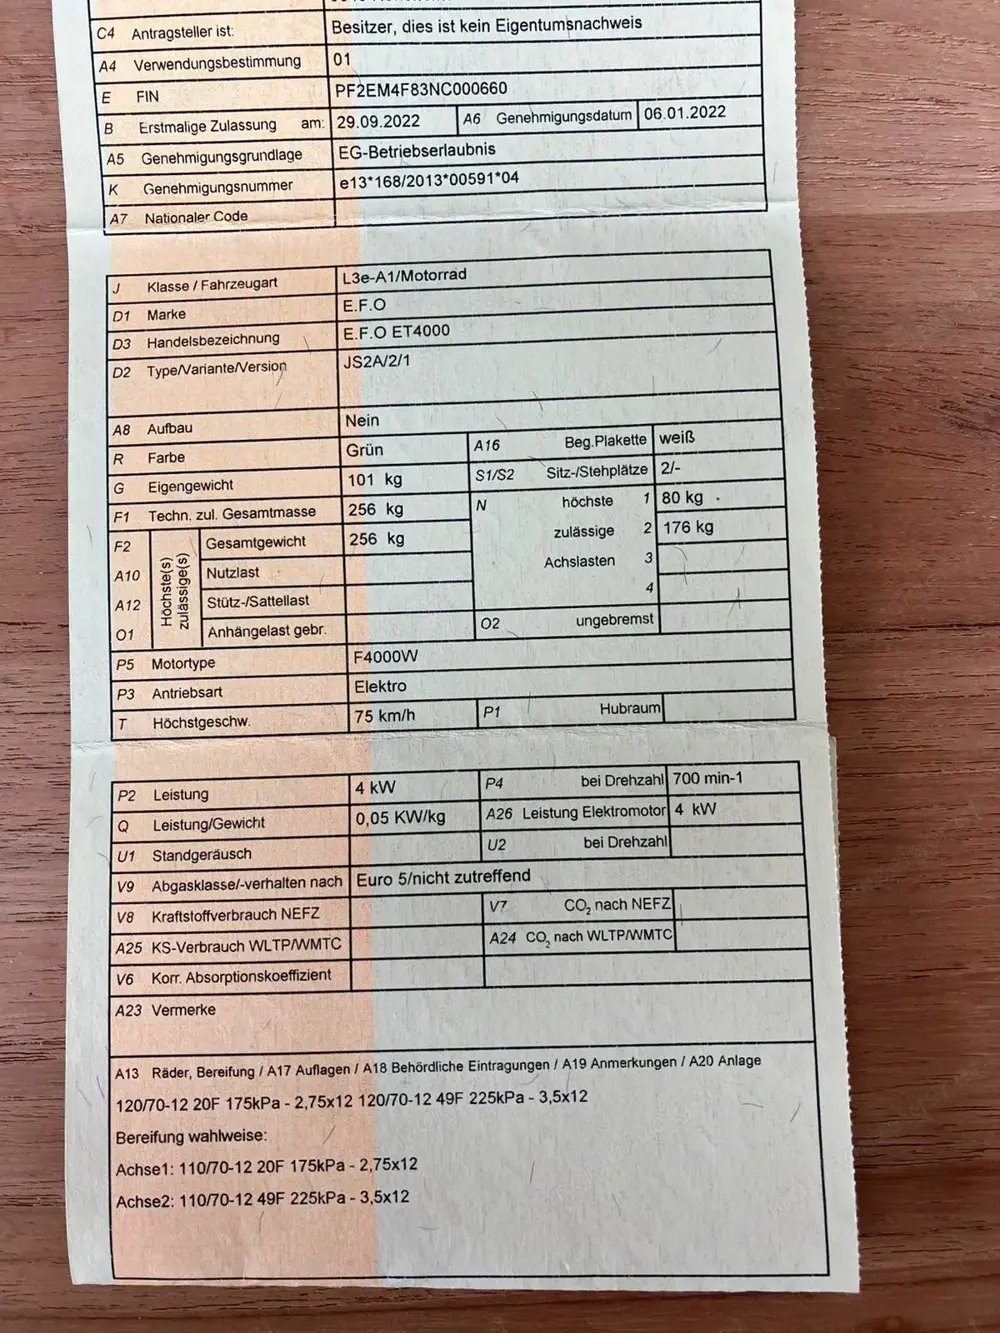 C4 Antragsteller ist: Besitzer, dies ist kein Eigentumsnachweis
A4 Verwendungsbestimmung 01
E FIN PF2EM4F83NC000660
B Erstmalige Zulassung am: 29.09.2022 A6 Genehmigungsdatum 06.01.2022
A5 Genehmigungsgrundlage EG-Betriebserlaubnis
K Genehmigungsnummer e13*168/2013*00591*04
A7 Nationaler Code
J Klasse / Fahrzeugart L3e-A1/Motorrad
D1 Marke E.F.O
D3 Handelsbezeichnung E.F.O ET4000
D2 Type/Variante/Version JS2A/2/1
A8 Aufbau Nein
R Farbe Grün A16 Beg.Plakette weiß
G Eigengewicht 101 kg S1/S2 Sitz-/Stehplätze 2/-
F1 Techn. zul. Gesamtmasse 256 kg N höchste 1 80 kg
F2 Höchste(s) zulässige(s) Gesamtgewicht 256 kg zulässige 2 176 kg
A10 Nutzlast Achslasten 3
A12 Stütz-/Sattellast 4
O1 Anhängelast gebr. O2 ungebremst
P5 Motortype F4000W
P3 Antriebsart Elektro
T Höchstgeschw. 75 km/h P1 Hubraum
P2 Leistung 4 kW P4 bei Drehzahl 700 min-1
Q Leistung/Gewicht 0,05 KW/kg A26 Leistung Elektromotor 4 kW
U1 Standgeräusch U2 bei Drehzahl
V9 Abgasklasse/-verhalten nach Euro 5/nicht zutreffend
V8 Kraftstoffverbrauch NEFZ V7 CO₂ nach NEFZ
A25 KS-Verbrauch WLTP/WMTC A24 CO₂ nach WLTP/WMTC
V6 Korr. Absorptionskoeffizient
A23 Vermerke
A13 Räder, Bereifung / A17 Auflagen / A18 Behördliche Eintragungen / A19 Anmerkungen / A20 Anlage
120/70-12 20F 175kPa - 2,75x12 120/70-12 49F 225kPa - 3,5x12
Bereifung wahlweise:
Achse1: 110/70-12 20F 175kPa - 2,75x12
Achse2: 110/70-12 49F 225kPa - 3,5x12